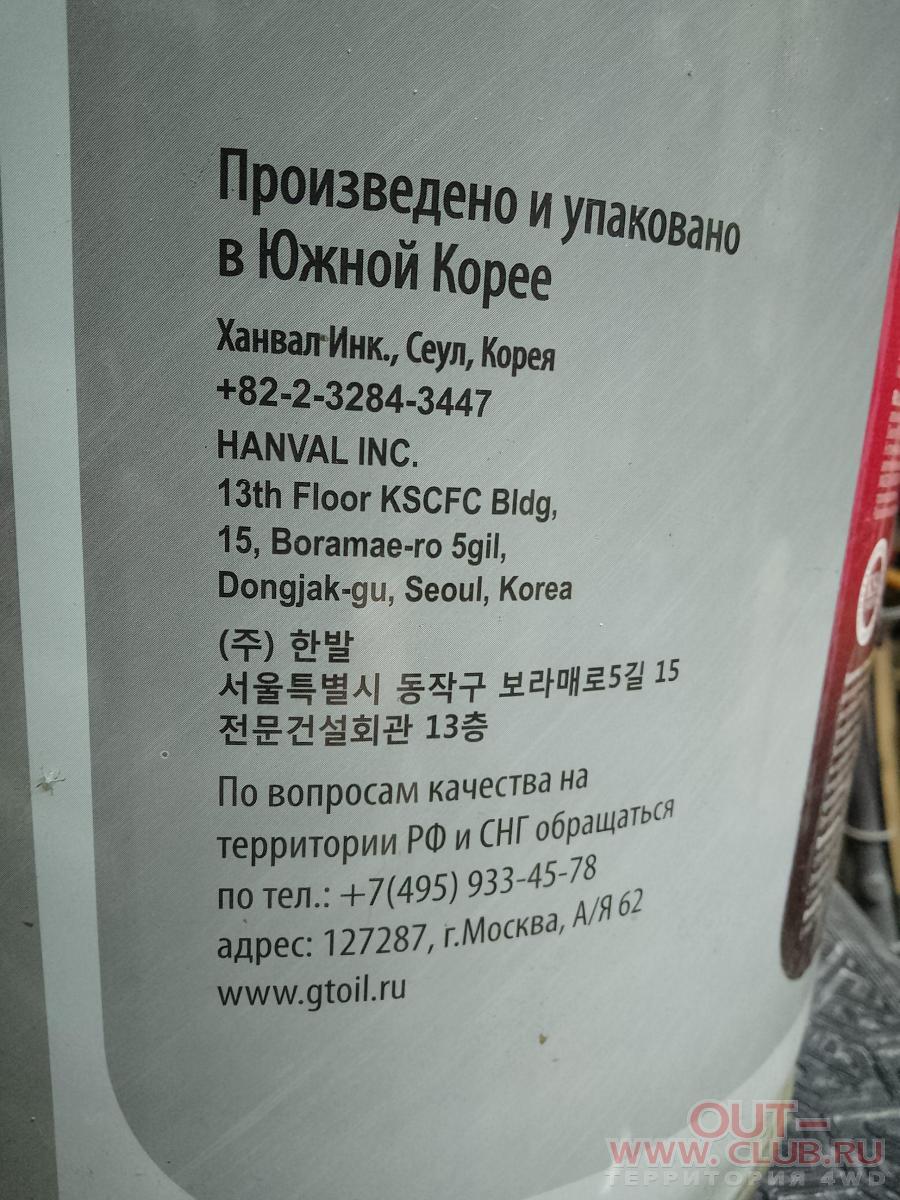 Произведено и упаковано
в Южной Корее
Ханвал Инк., Сеул, Корея
+82-2-3284-3447
HANVAL INC.
13th Floor KSCFC Bldg,
15, Boramae-ro 5gil,
Dongjak-gu, Seoul, Korea
(주) 한발
서울특별시 동작구 보라매로5길 15
전문건설회관 13층
По вопросам качества на
территории РФ и СНГ обращаться
по тел.: +7(495) 933-45-78
адрес: 127287, г.Москва, А/Я 62
www.gtoil.ru
OUT-
WWW.CLUB.RU
ТЕРРИТОРИЯ 4WD